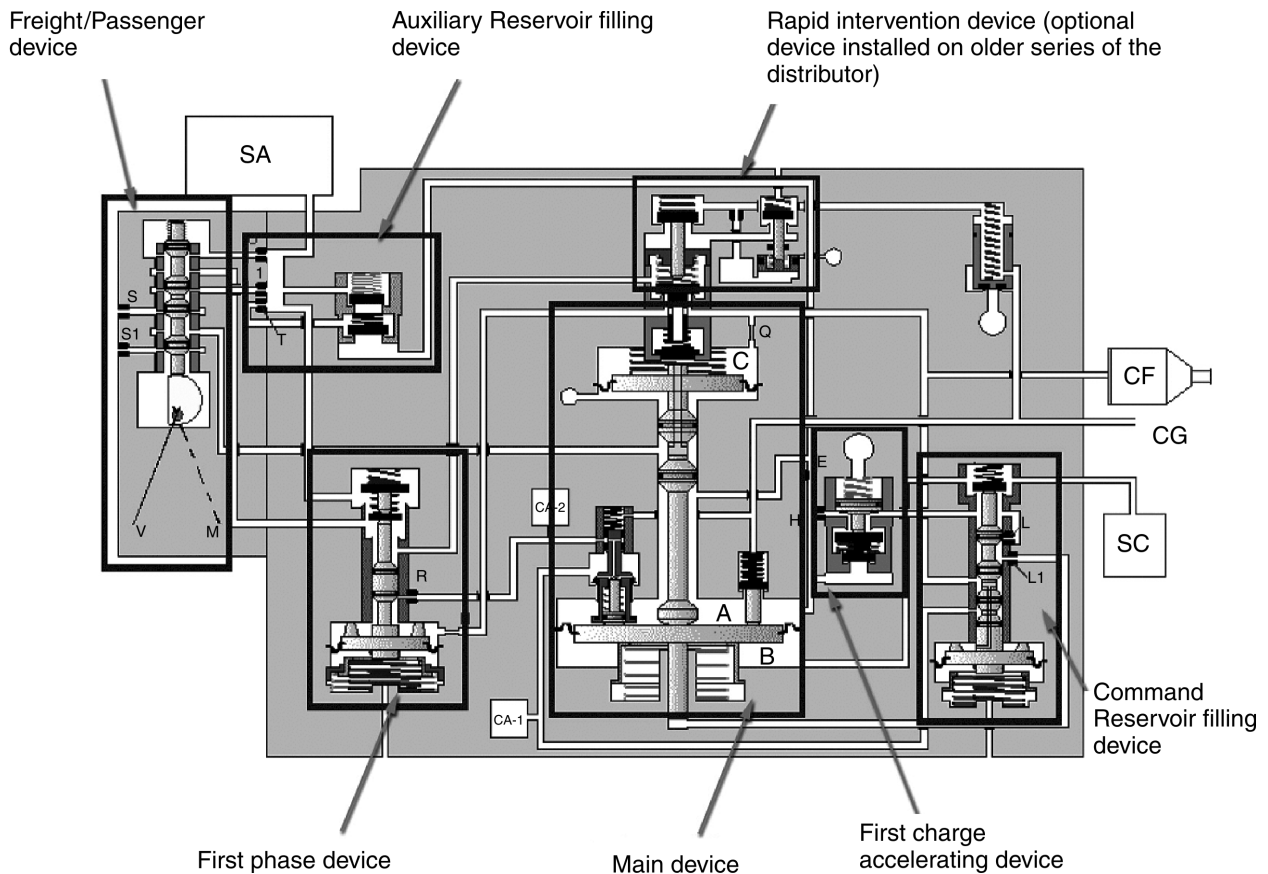 Freight/Passenger
device
Auxiliary Reservoir filling
device
Rapid intervention device (optional
device installed on older series of the
distributor)
SA
1
S
S1
T
Q
C
CF
CG
E
CA-2
H
L
V
M
SC
R
L1
A
B
CA-1
Command
Reservoir filling
device
First phase device
Main device
First charge
accelerating device